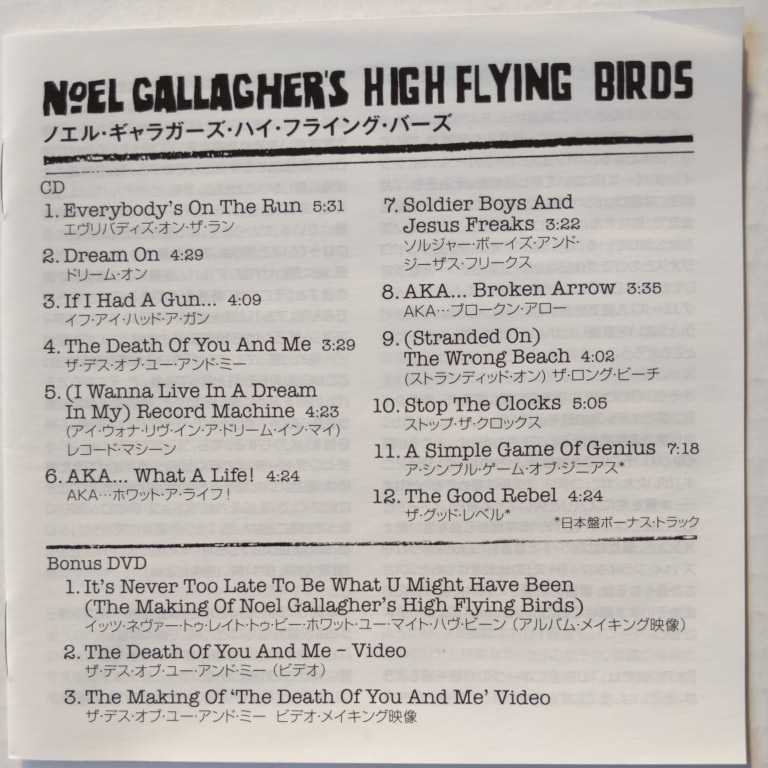 NOEL GALLAGHER'S HIGH FLYING BIRDS
ノエル・ギャラガーズ・ハイ・フライング・バーズ
CD
1. Everybody's On The Run 5:31
エヴリバディズ・オン・ザ・ラン
2. Dream On 4:29
ドリーム・オン
3. If I Had A Gun... 4:09
イフ・アイ・ハッド・ア・ガン
4. The Death Of You And Me 3:29
ザ・デス・オブ・ユー・アンド・ミー
5. (I Wanna Live In A Dream
In My) Record Machine 4:23
(アイ・ウォナ・リヴ・イン・ア・ドリーム・イン・マイ)
レコード・マシーン
6. AKA... What A Life! 4:24
AKA…ホワット・ア・ライフ!
7. Soldier Boys And
Jesus Freaks 3:22
ソルジャー・ボーイズ・アンド・
ジーザス・フリークス
8. AKA... Broken Arrow 3:35
AKA…ブロークン・アロー
9. (Stranded On)
The Wrong Beach 4:02
(ストランディッド・オン) ザ・ロング・ビーチ
10. Stop The Clocks 5:05
ストップ・ザ・クロックス
11. A Simple Game Of Genius 7:18
ア・シンプル・ゲーム・オブ・ジニアス*
12. The Good Rebel 4:24
ザ・グッド・レベル*
*日本盤ボーナス・トラック
Bonus DVD
1. It's Never Too Late To Be What U Might Have Been
(The Making Of Noel Gallagher's High Flying Birds)
イッツ・ネヴァー・トゥ・レイト・トゥ・ビー・ホワット・ユー・マイト・ハヴ・ビーン (アルバム・メイキング映像)
2. The Death Of You And Me – Video
ザ・デス・オブ・ユー・アンド・ミー (ビデオ)
3. The Making Of 'The Death Of You And Me' Video
ザ・デス・オブ・ユー・アンド・ミー ビデオ・メイキング映像